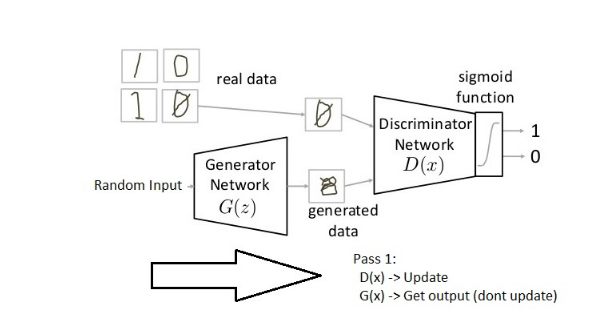 1 0
real data
1 0
0
sigmoid
function
Discriminator
Network
D(x)
1
0
Generator
Network
G(z)
Random Input
8
generated
data
Pass 1:
D(x) -> Update
G(x) -> Get output (dont update)